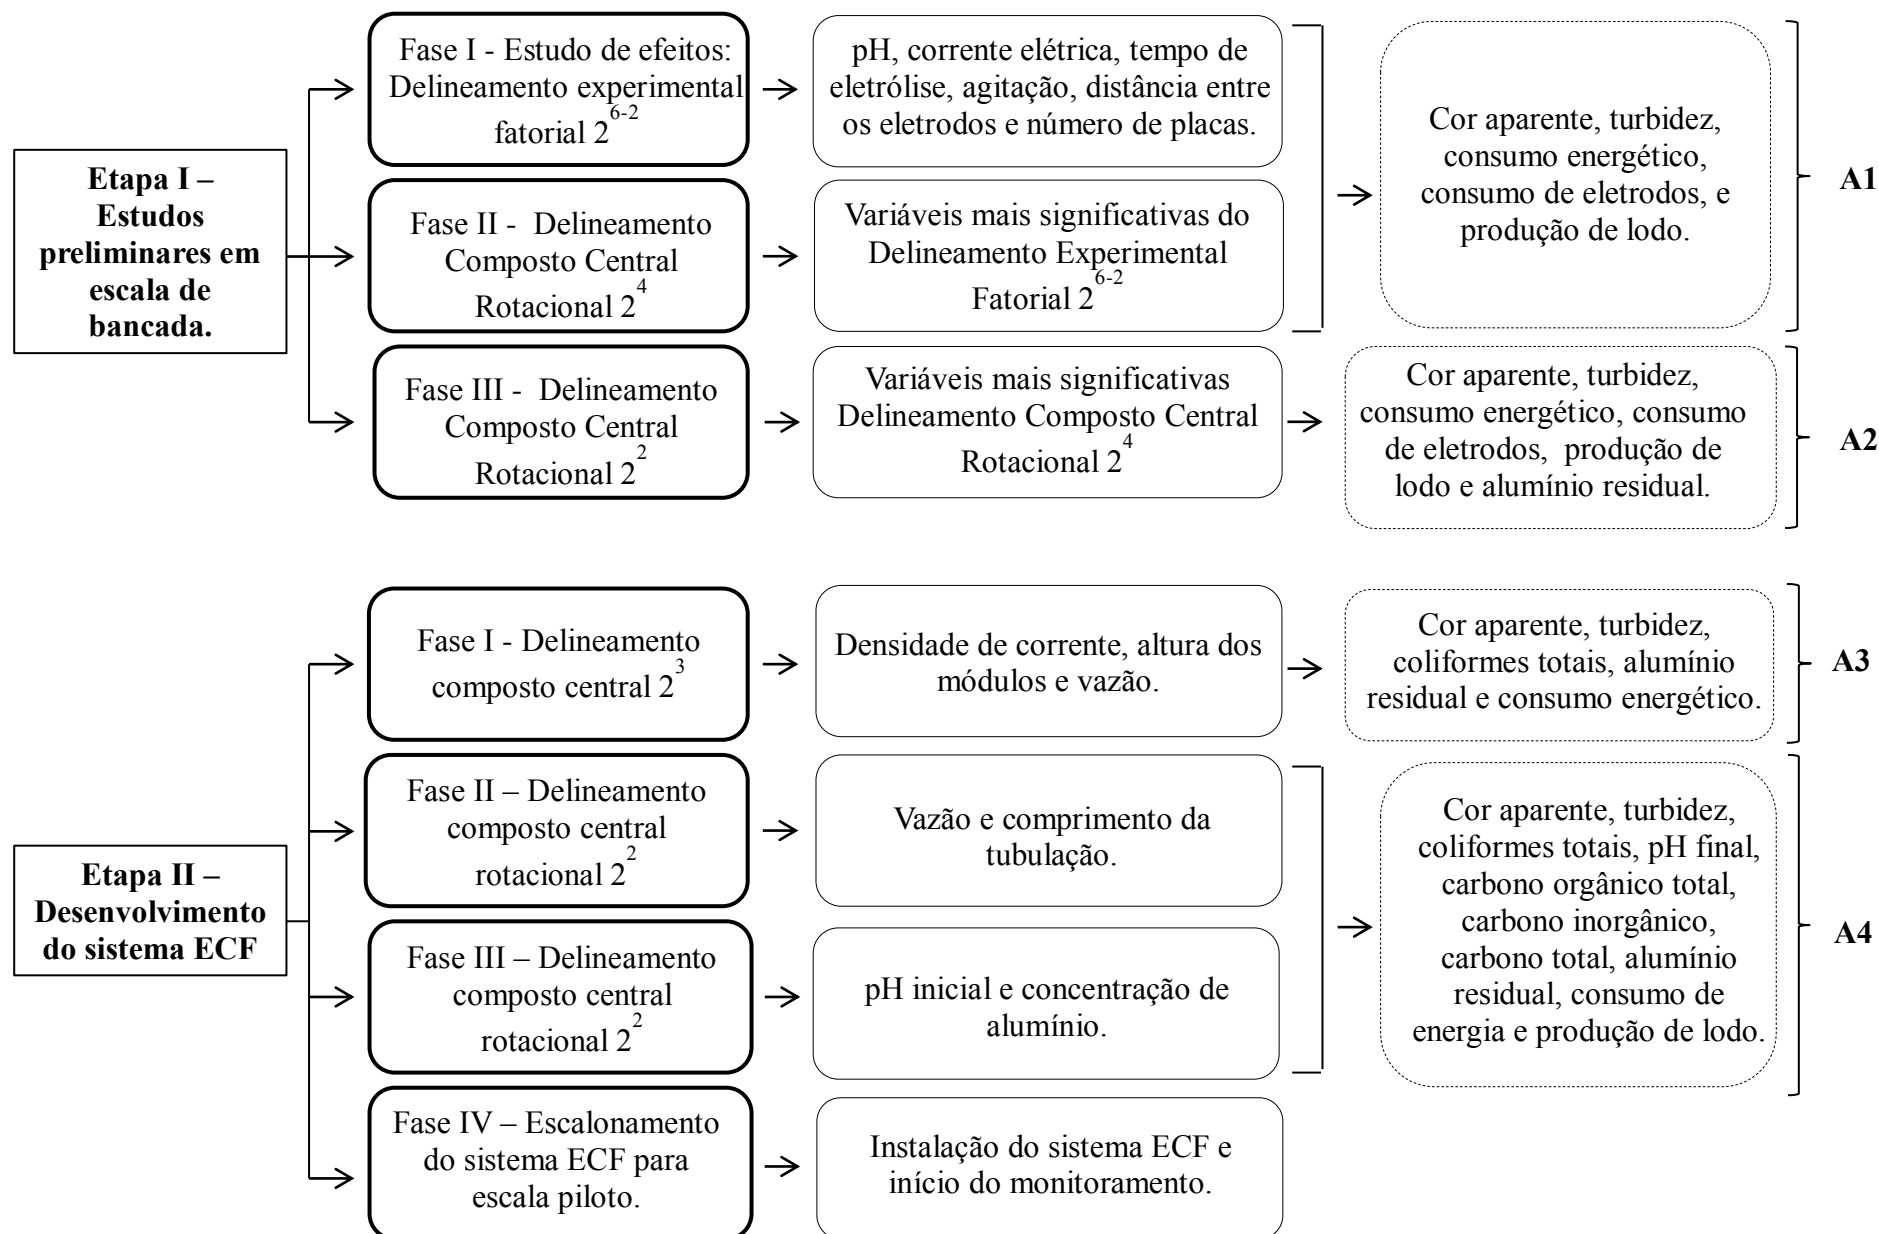 Etapa I –
Estudos
preliminares em
escala de
bancada.
Fase I - Estudo de efeitos:
Delineamento experimental
fatorial 2^6-2
pH, corrente elétrica, tempo de
eletrólise, agitação, distância entre
os eletrodos e número de placas.
Fase II - Delineamento
Composto Central
Rotacional 2^4
Variáveis mais significativas do
Delineamento Experimental
Fatorial 2^6-2
Cor aparente, turbidez,
consumo energético,
consumo de eletrodos, e
produção de lodo.
A1
Fase III - Delineamento
Composto Central
Rotacional 2^2
Variáveis mais significativas
Delineamento Composto Central
Rotacional 2^4
Cor aparente, turbidez,
consumo energético, consumo
de eletrodos, produção de
lodo e alumínio residual.
A2
Etapa II –
Desenvolvimento
do sistema ECF
Fase I - Delineamento
composto central 2^3
Densidade de corrente, altura dos
módulos e vazão.
Cor aparente, turbidez,
coliformes totais, alumínio
residual e consumo energético.
A3
Fase II – Delineamento
composto central
rotacional 2^2
Vazão e comprimento da
tubulação.
Fase III – Delineamento
composto central
rotacional 2^2
pH inicial e concentração de
alumínio.
Cor aparente, turbidez,
coliformes totais, pH final,
carbono orgânico total,
carbono inorgânico,
carbono total, alumínio
residual, consumo de
energia e produção de lodo.
A4
Fase IV – Escalonamento
do sistema ECF para
escala piloto.
Instalação do sistema ECF e
início do monitoramento.